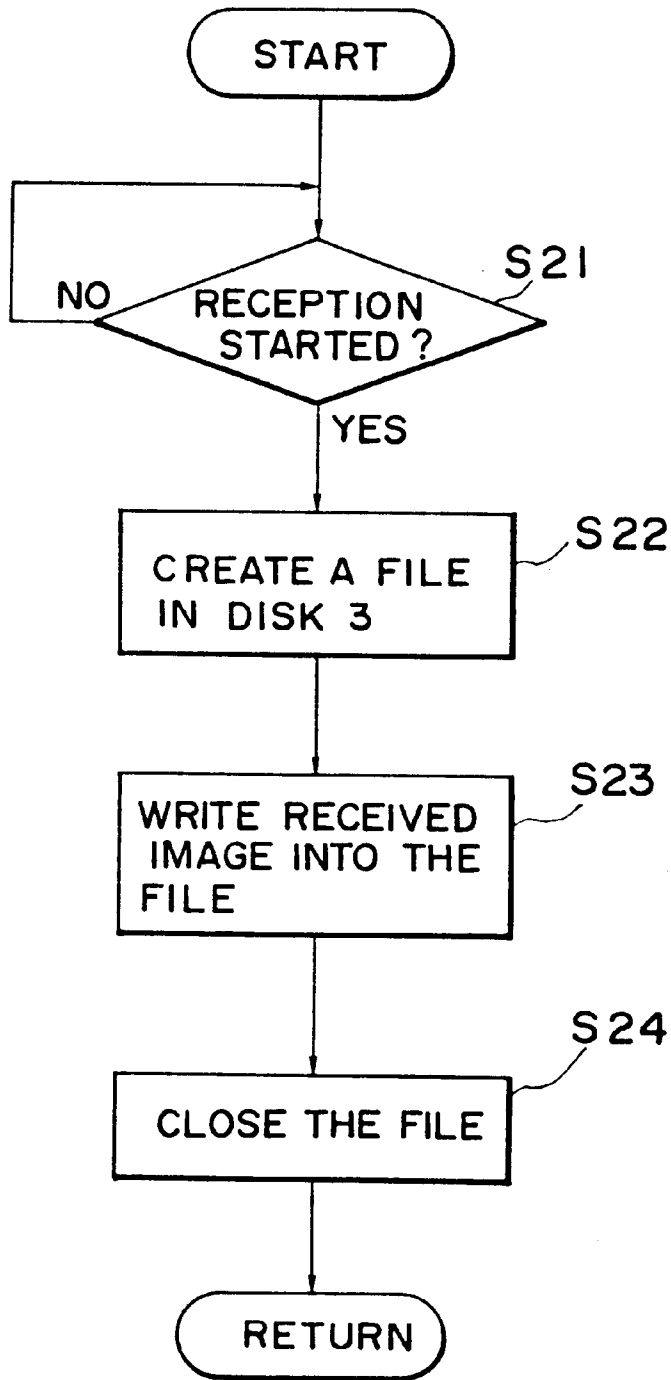 START
S21
NO
RECEPTION
STARTED?
YES
S22
CREATE A FILE
IN DISK 3
S23
WRITE RECEIVED
IMAGE INTO THE
FILE
S24
CLOSE THE FILE
RETURN